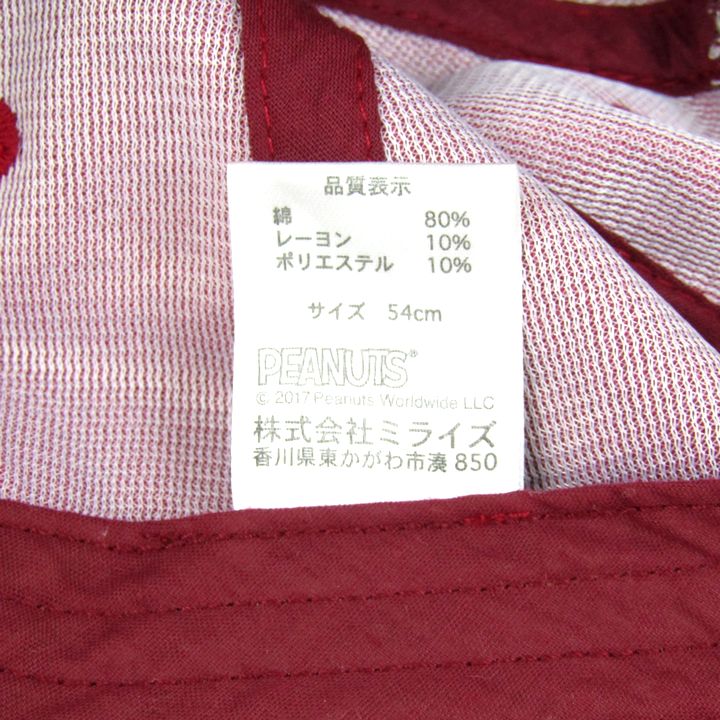 品質表示
綿 80%
レーヨン 10%
ポリエステル 10%
サイズ 54cm
PEANUTS®
© 2017 Peanuts Worldwide LLC
株式会社ミライズ
香川県東かがわ市湊850